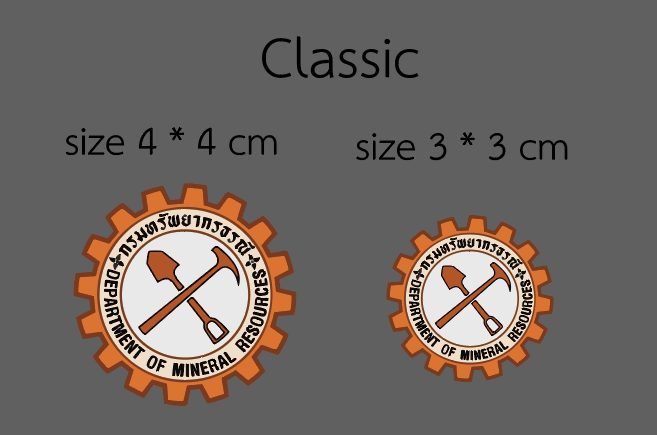 Classic
size 4 * 4 cm
size 3 * 3 cm
กรมทรัพยากรธรณี
DEPARTMENT OF MINERAL RESOURCES
กรมทรัพยากรธรณี
DEPARTMENT OF MINERAL RESOURCES